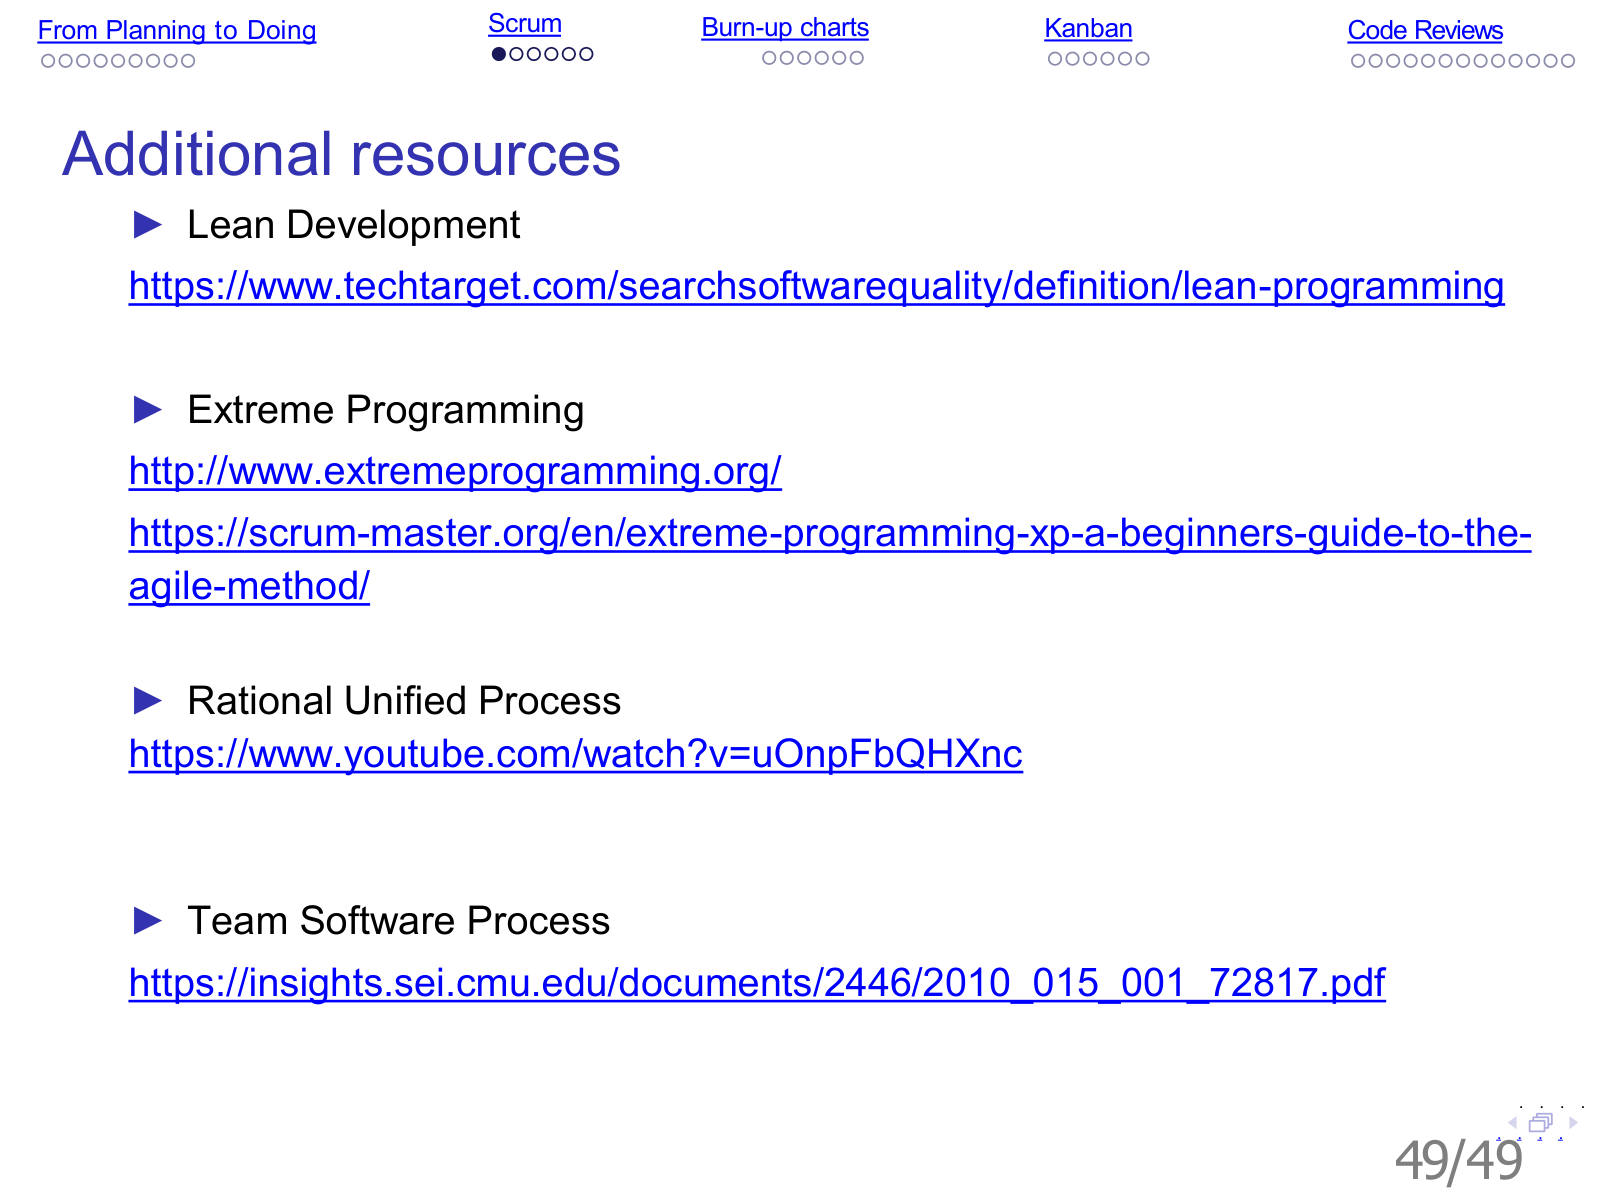 From Planning to Doing
Scrum
Burn-up charts
Kanban
Code Reviews
Additional resources
► Lean Development
https://www.techtarget.com/searchsoftwarequality/definition/lean-programming
► Extreme Programming
http://www.extremeprogramming.org/
https://scrum-master.org/en/extreme-programming-xp-a-beginners-guide-to-the-
agile-method/
► Rational Unified Process
https://www.youtube.com/watch?v=uOnpFbQHXnc
► Team Software Process
https://insights.sei.cmu.edu/documents/2446/2010_015_001_72817.pdf
49/49